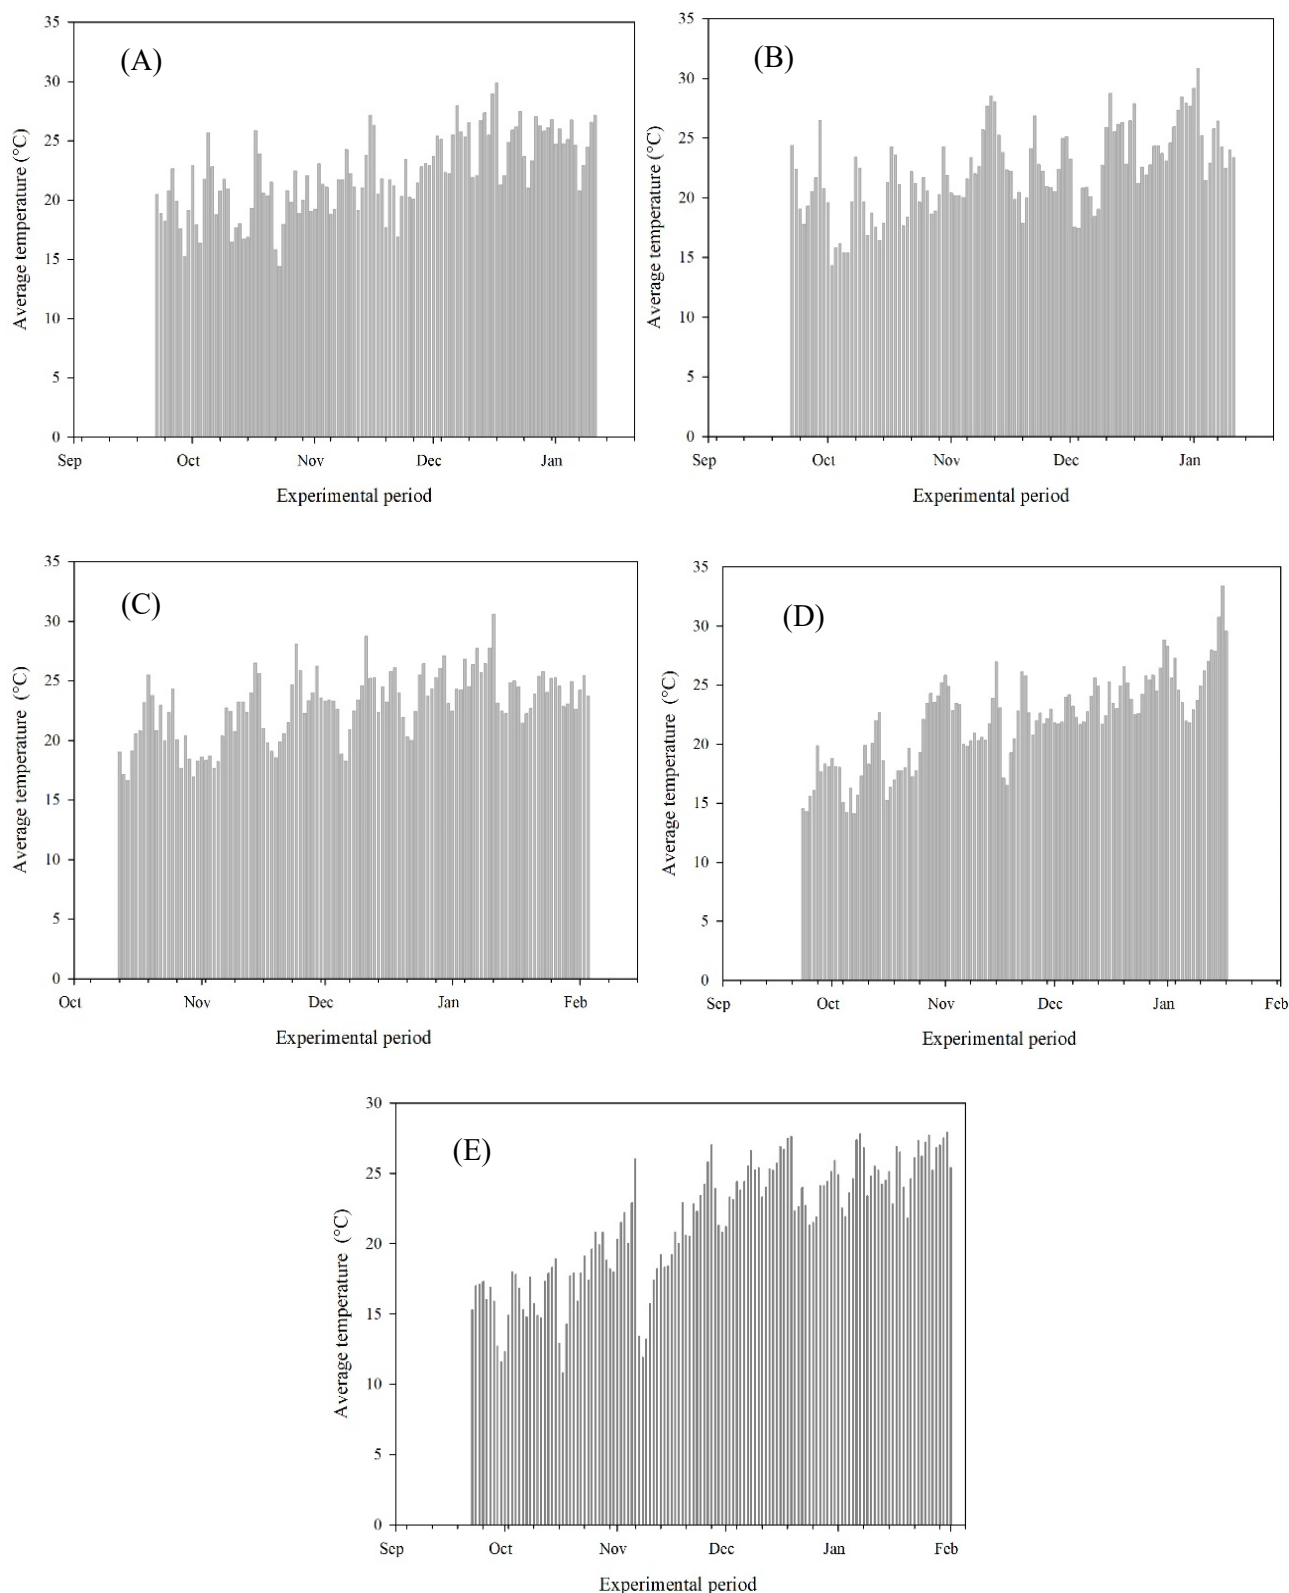 (A)
Average temperature (°C)
35
30
25
20
15
10
5
0
Sep Oct Nov Dec Jan
Experimental period
(B)
Average temperature (°C)
35
30
25
20
15
10
5
0
Sep Oct Nov Dec Jan
Experimental period
(C)
Average temperature (°C)
35
30
25
20
15
10
5
0
Oct Nov Dec Jan Feb
Experimental period
(D)
Average temperature (°C)
35
30
25
20
15
10
5
0
Sep Oct Nov Dec Jan Feb
Experimental period
(E)
Average temperature (°C)
30
25
20
15
10
5
0
Sep Oct Nov Dec Jan Feb
Experimental period